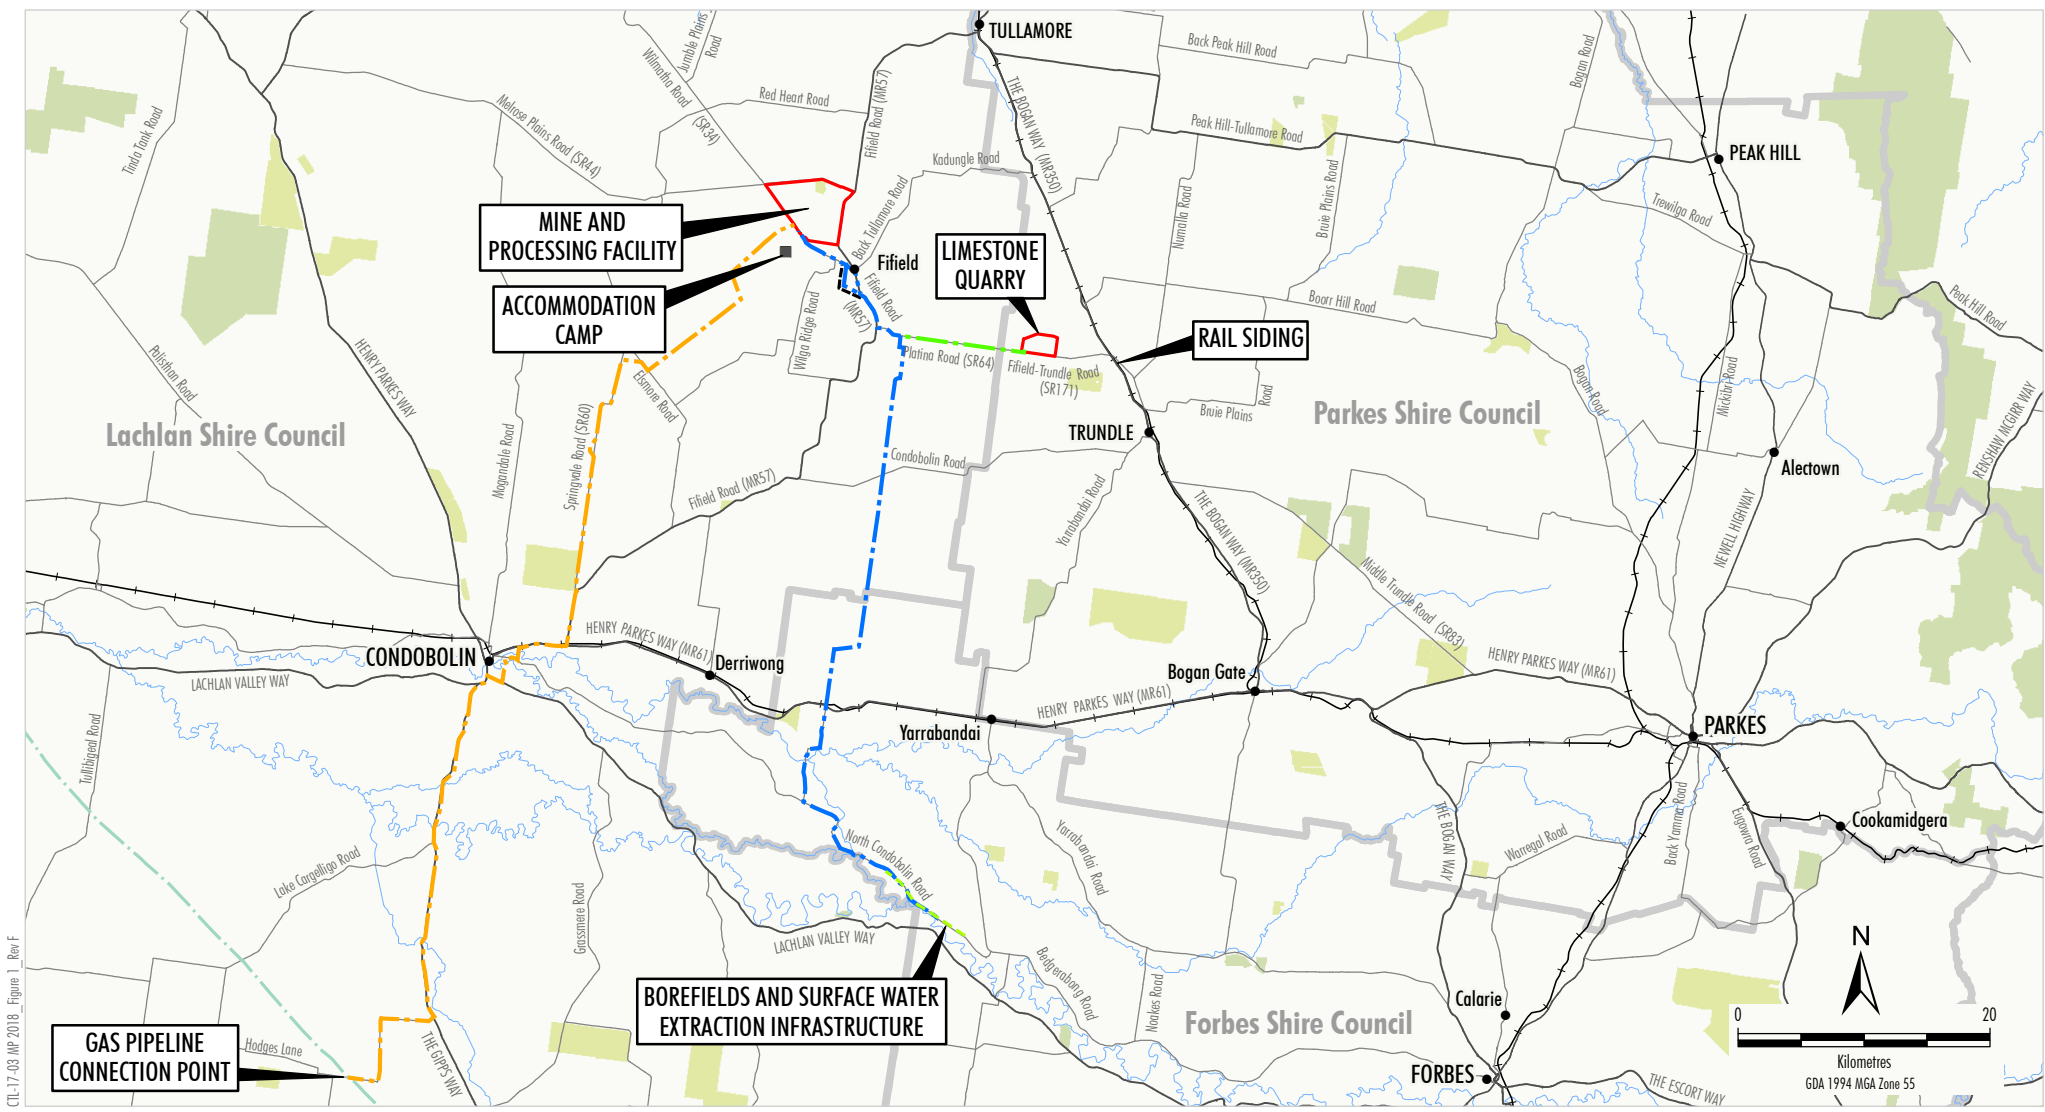 TULLAMORE
Jumble Plains
Road
Wilmatha Road
(SR34)
Back Peak Hill Road
Bogan Road
THE BOGAN WAY (MR350)
Red Heart Road
Fifield Road (MR57)
Melrose Plains Road (SR44)
Tinda Tank Road
Peak Hill-Tullamore Road
Kadungle Road
PEAK HILL
Back Tullamore Road
Numulla Road
Bruie Plains Road
Trewilga Road
MINE AND
PROCESSING FACILITY
LIMESTONE
QUARRY
Fifield
ACCOMMODATION
CAMP
Fifield Road
(MR57)
Wilga Ridge Road
Boorr Hill Road
Peak Hill Road
RAIL SIDING
Palisthan Road
HENRY PARKES WAY
Platina Road (SR64)
Fifield-Trundle Road
(SR171)
Elsmore Road
Bogan Road
Mickibri Road
Bruie Plains
Road
RENSHAW MCGIRR WAY
Lachlan Shire Council
Parkes Shire Council
Springvale Road (SR60)
Mogandale Road
TRUNDLE
Condobolin Road
Fifield Road (MR57)
Alectown
Yarrabandai Road
THE BOGAN WAY (MR350)
NEWELL HIGHWAY
Middle Trundle Road (SR83)
HENRY PARKES WAY (MR61)
CONDOBOLIN
Derriwong
LACHLAN VALLEY WAY
Bogan Gate
HENRY PARKES WAY (MR61)
HENRY PARKES WAY (MR61)
Yarrabandai
PARKES
Tullibigeal Road
THE BOGAN WAY
Back Yamma Road
Eugowra Road
Cookamidgera
North Condobolin Road
Yarrabandai Road
Warregal Road
Lake Cargelligo Road
Grassmere Road
LACHLAN VALLEY WAY
Bedgerabong Road
Noakes Road
BOREFIELDS AND SURFACE WATER
EXTRACTION INFRASTRUCTURE
Calarie
Forbes Shire Council
GAS PIPELINE
CONNECTION POINT
Hodges Lane
THE GIPPS WAY
FORBES
THE ESCORT WAY
N
0 20
Kilometres
GDA 1994 MGA Zone 55
CTL-17-03 MP 2018_Figure 1_Rev F